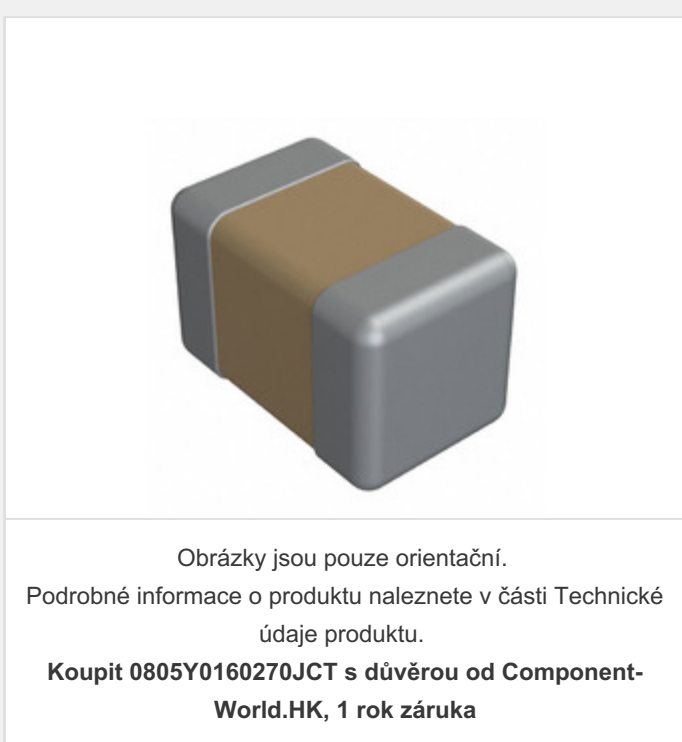 Obrázky jsou pouze orientační.
Podrobné informace o produktu naleznete v části Technické
údaje produktu.
Koupit 0805Y0160270JCT s důvěrou od Component-
World.HK, 1 rok záruka